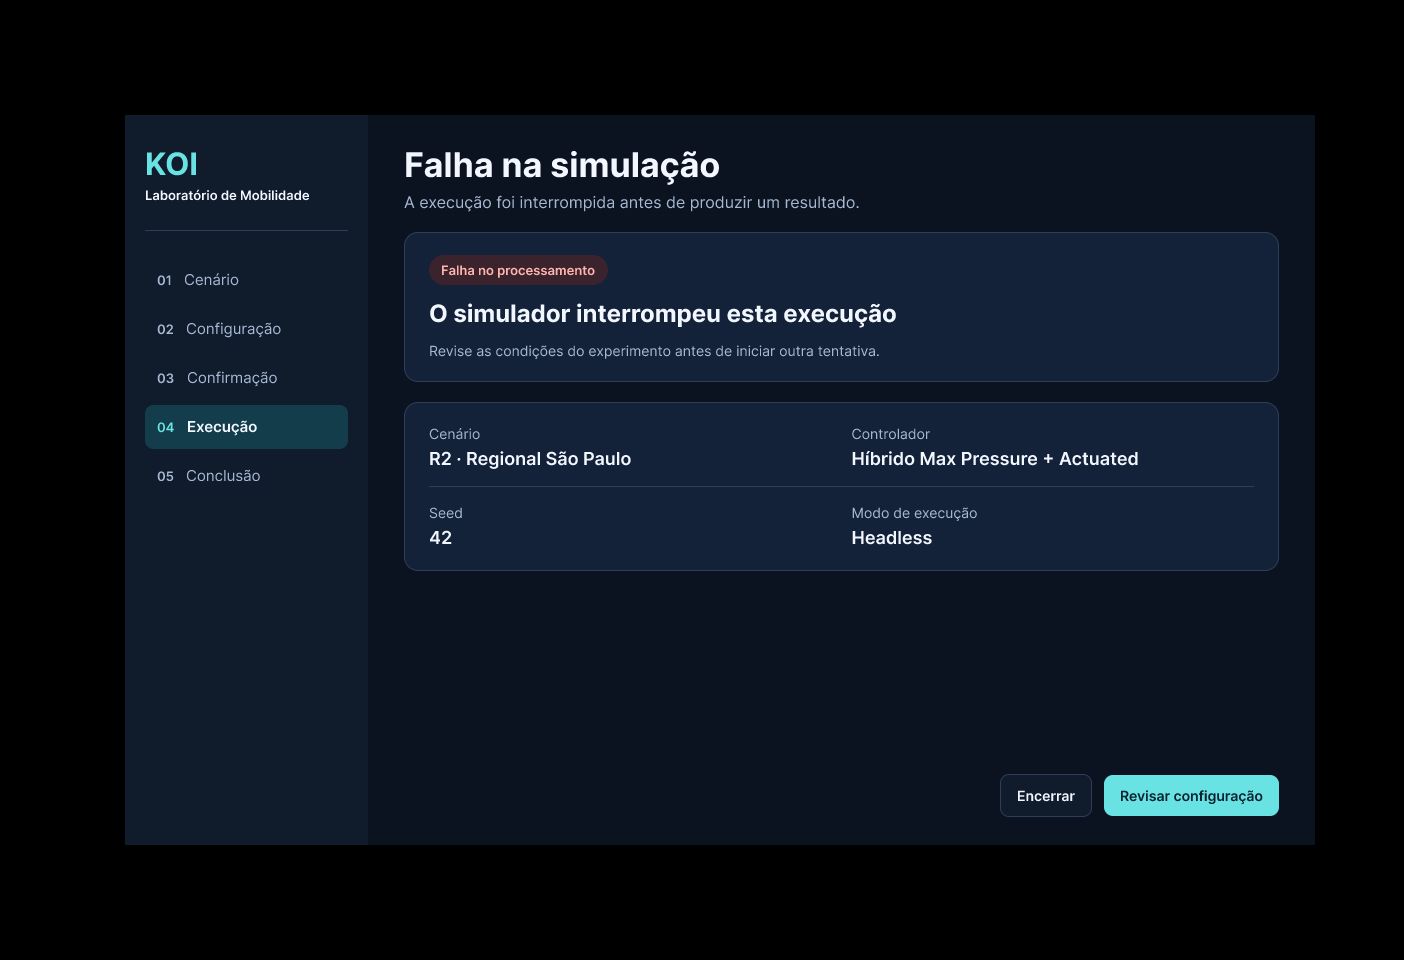 KOI
Laboratório de Mobilidade
01 Cenário
02 Configuração
03 Confirmação
04 Execução
05 Conclusão
Falha na simulação
A execução foi interrompida antes de produzir um resultado.
Falha no processamento
O simulador interrompeu esta execução
Revise as condições do experimento antes de iniciar outra tentativa.
Cenário
R2 · Regional São Paulo
Controlador
Híbrido Max Pressure + Actuated
Seed
42
Modo de execução
Headless
Encerrar
Revisar configuração